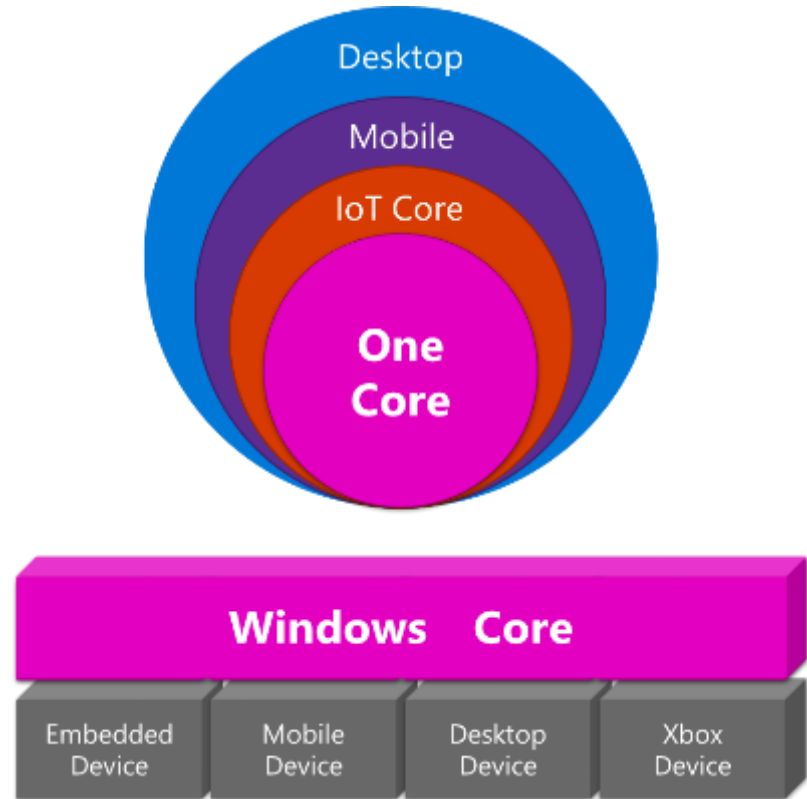 Desktop
Mobile
IoT Core
One
Core
Windows Core
Embedded
Device
Mobile
Device
Desktop
Device
Xbox
Device